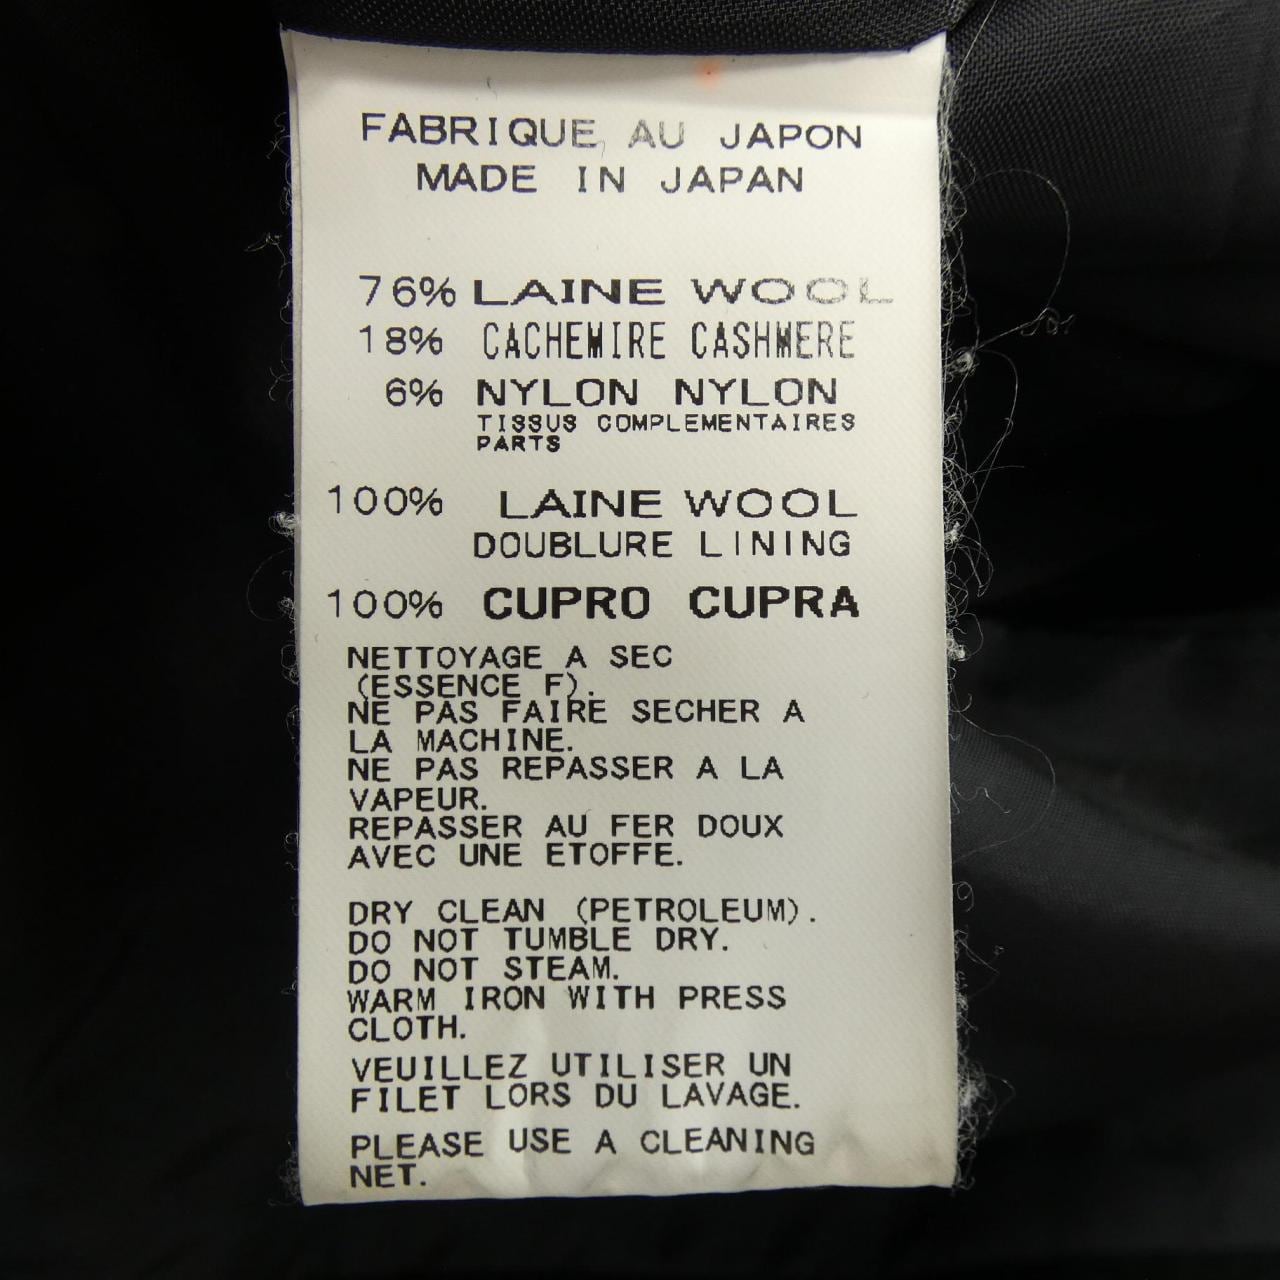 FABRIQUE AU JAPON
MADE IN JAPAN
76% LAINE WOOL
18% CACHEMIRE CASHMERE
6% NYLON NYLON
TISSUS COMPLEMENTAIRES
PARTS
100% LAINE WOOL
DOUBLURE LINING
100% CUPRO CUPRA
NETTOYAGE A SEC
(ESSENCE F).
NE PAS FAIRE SECHER A
LA MACHINE.
NE PAS REPASSER A LA
VAPEUR.
REPASSER AU FER DOUX
AVEC UNE ETOFFE.
DRY CLEAN (PETROLEUM).
DO NOT TUMBLE DRY.
DO NOT STEAM.
WARM IRON WITH PRESS
CLOTH.
VEUILLEZ UTILISER UN
FILET LORS DU LAVAGE.
PLEASE USE A CLEANING
NET.